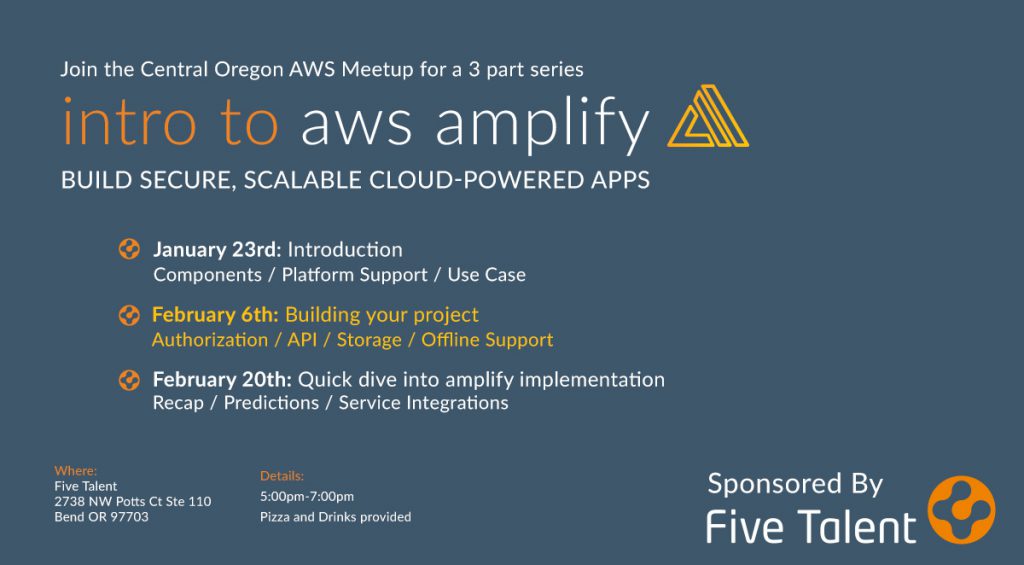 Join the Central Oregon AWS Meetup for a 3 part series
intro to aws amplify
BUILD SECURE, SCALABLE CLOUD-POWERED APPS
January 23rd: Introduction
Components / Platform Support / Use Case
February 6th: Building your project
Authorization / API / Storage / Offline Support
February 20th: Quick dive into amplify implementation
Recap / Predictions / Service Integrations
Where:
Five Talent
2738 NW Potts Ct Ste 110
Bend OR 97703
Details:
5:00pm-7:00pm
Pizza and Drinks provided
Sponsored By
Five Talent